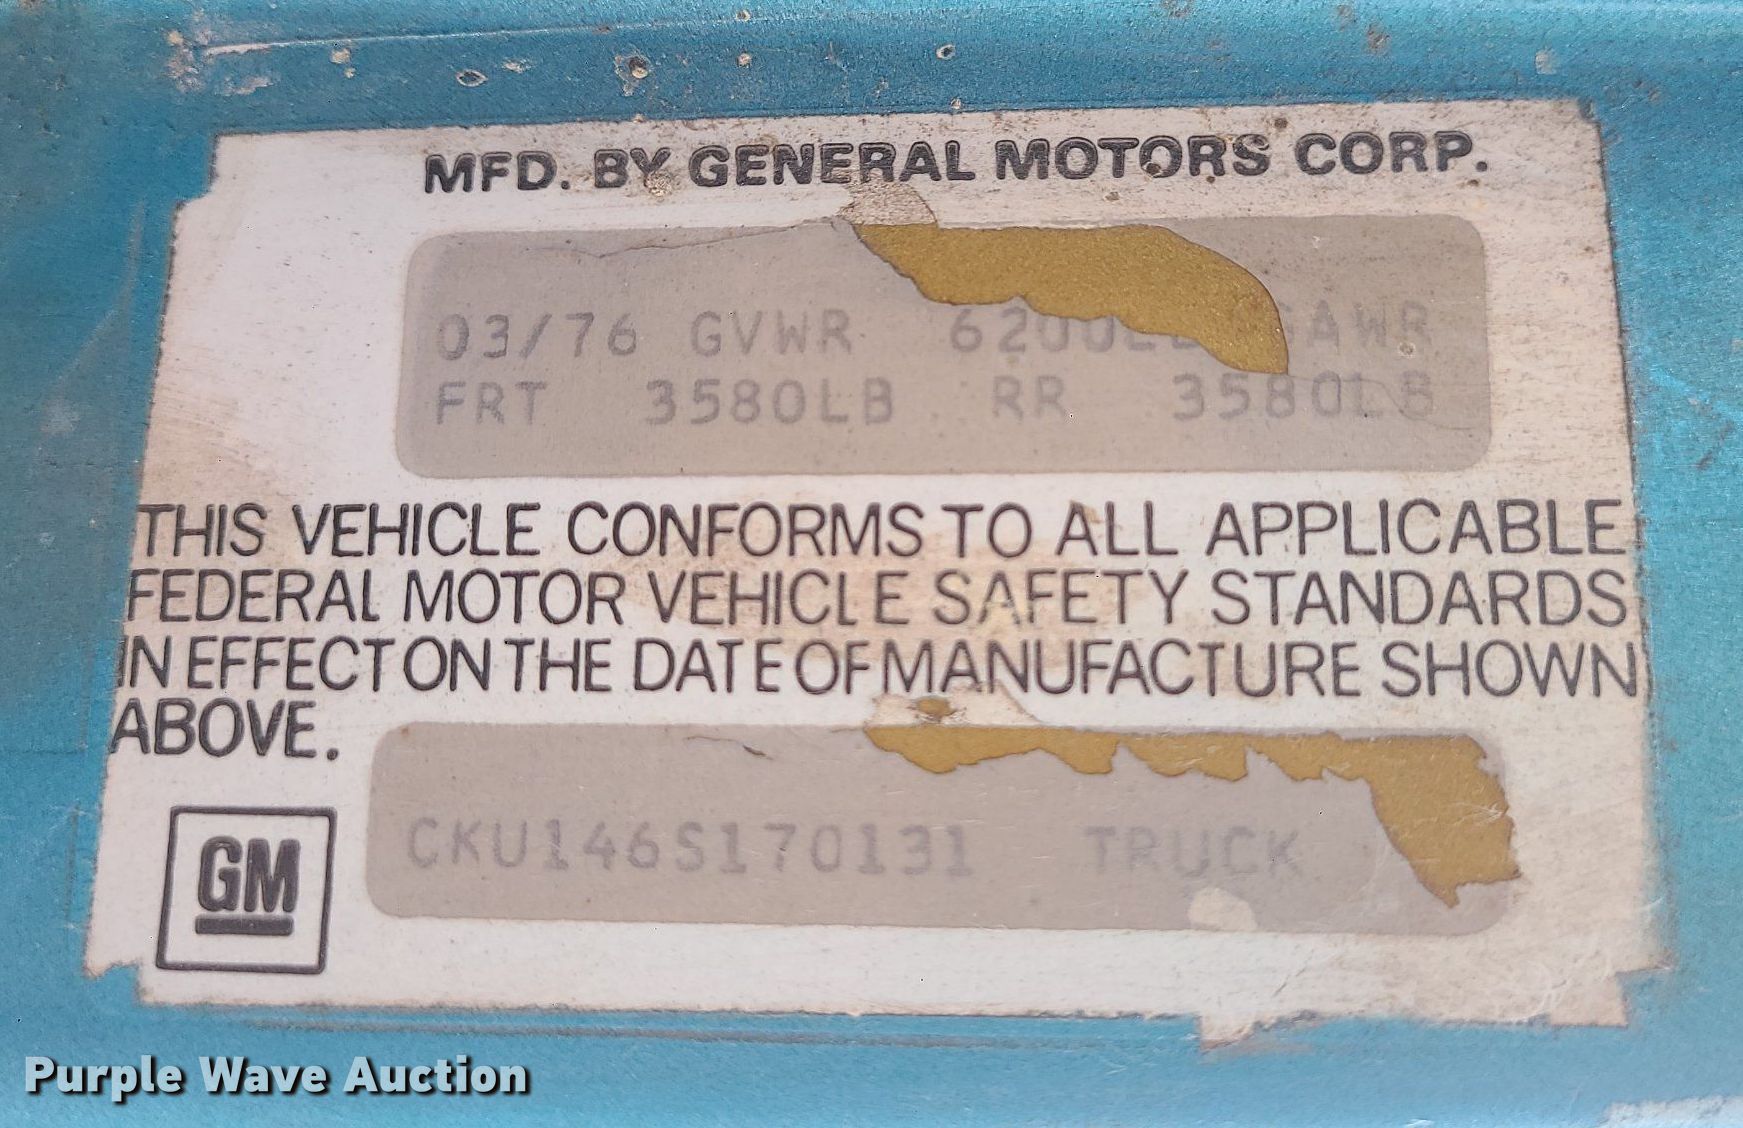 MFD. BY GENERAL MOTORS CORP.
03/76 GVWR 6200LB GAWR
FRT 3580LB RR 3580LB
THIS VEHICLE CONFORMS TO ALL APPLICABLE
FEDERAL MOTOR VEHICLE SAFETY STANDARDS
IN EFFECT ON THE DATE OF MANUFACTURE SHOWN
ABOVE.
CKU146S170131 TRUCK
GM
Purple Wave Auction